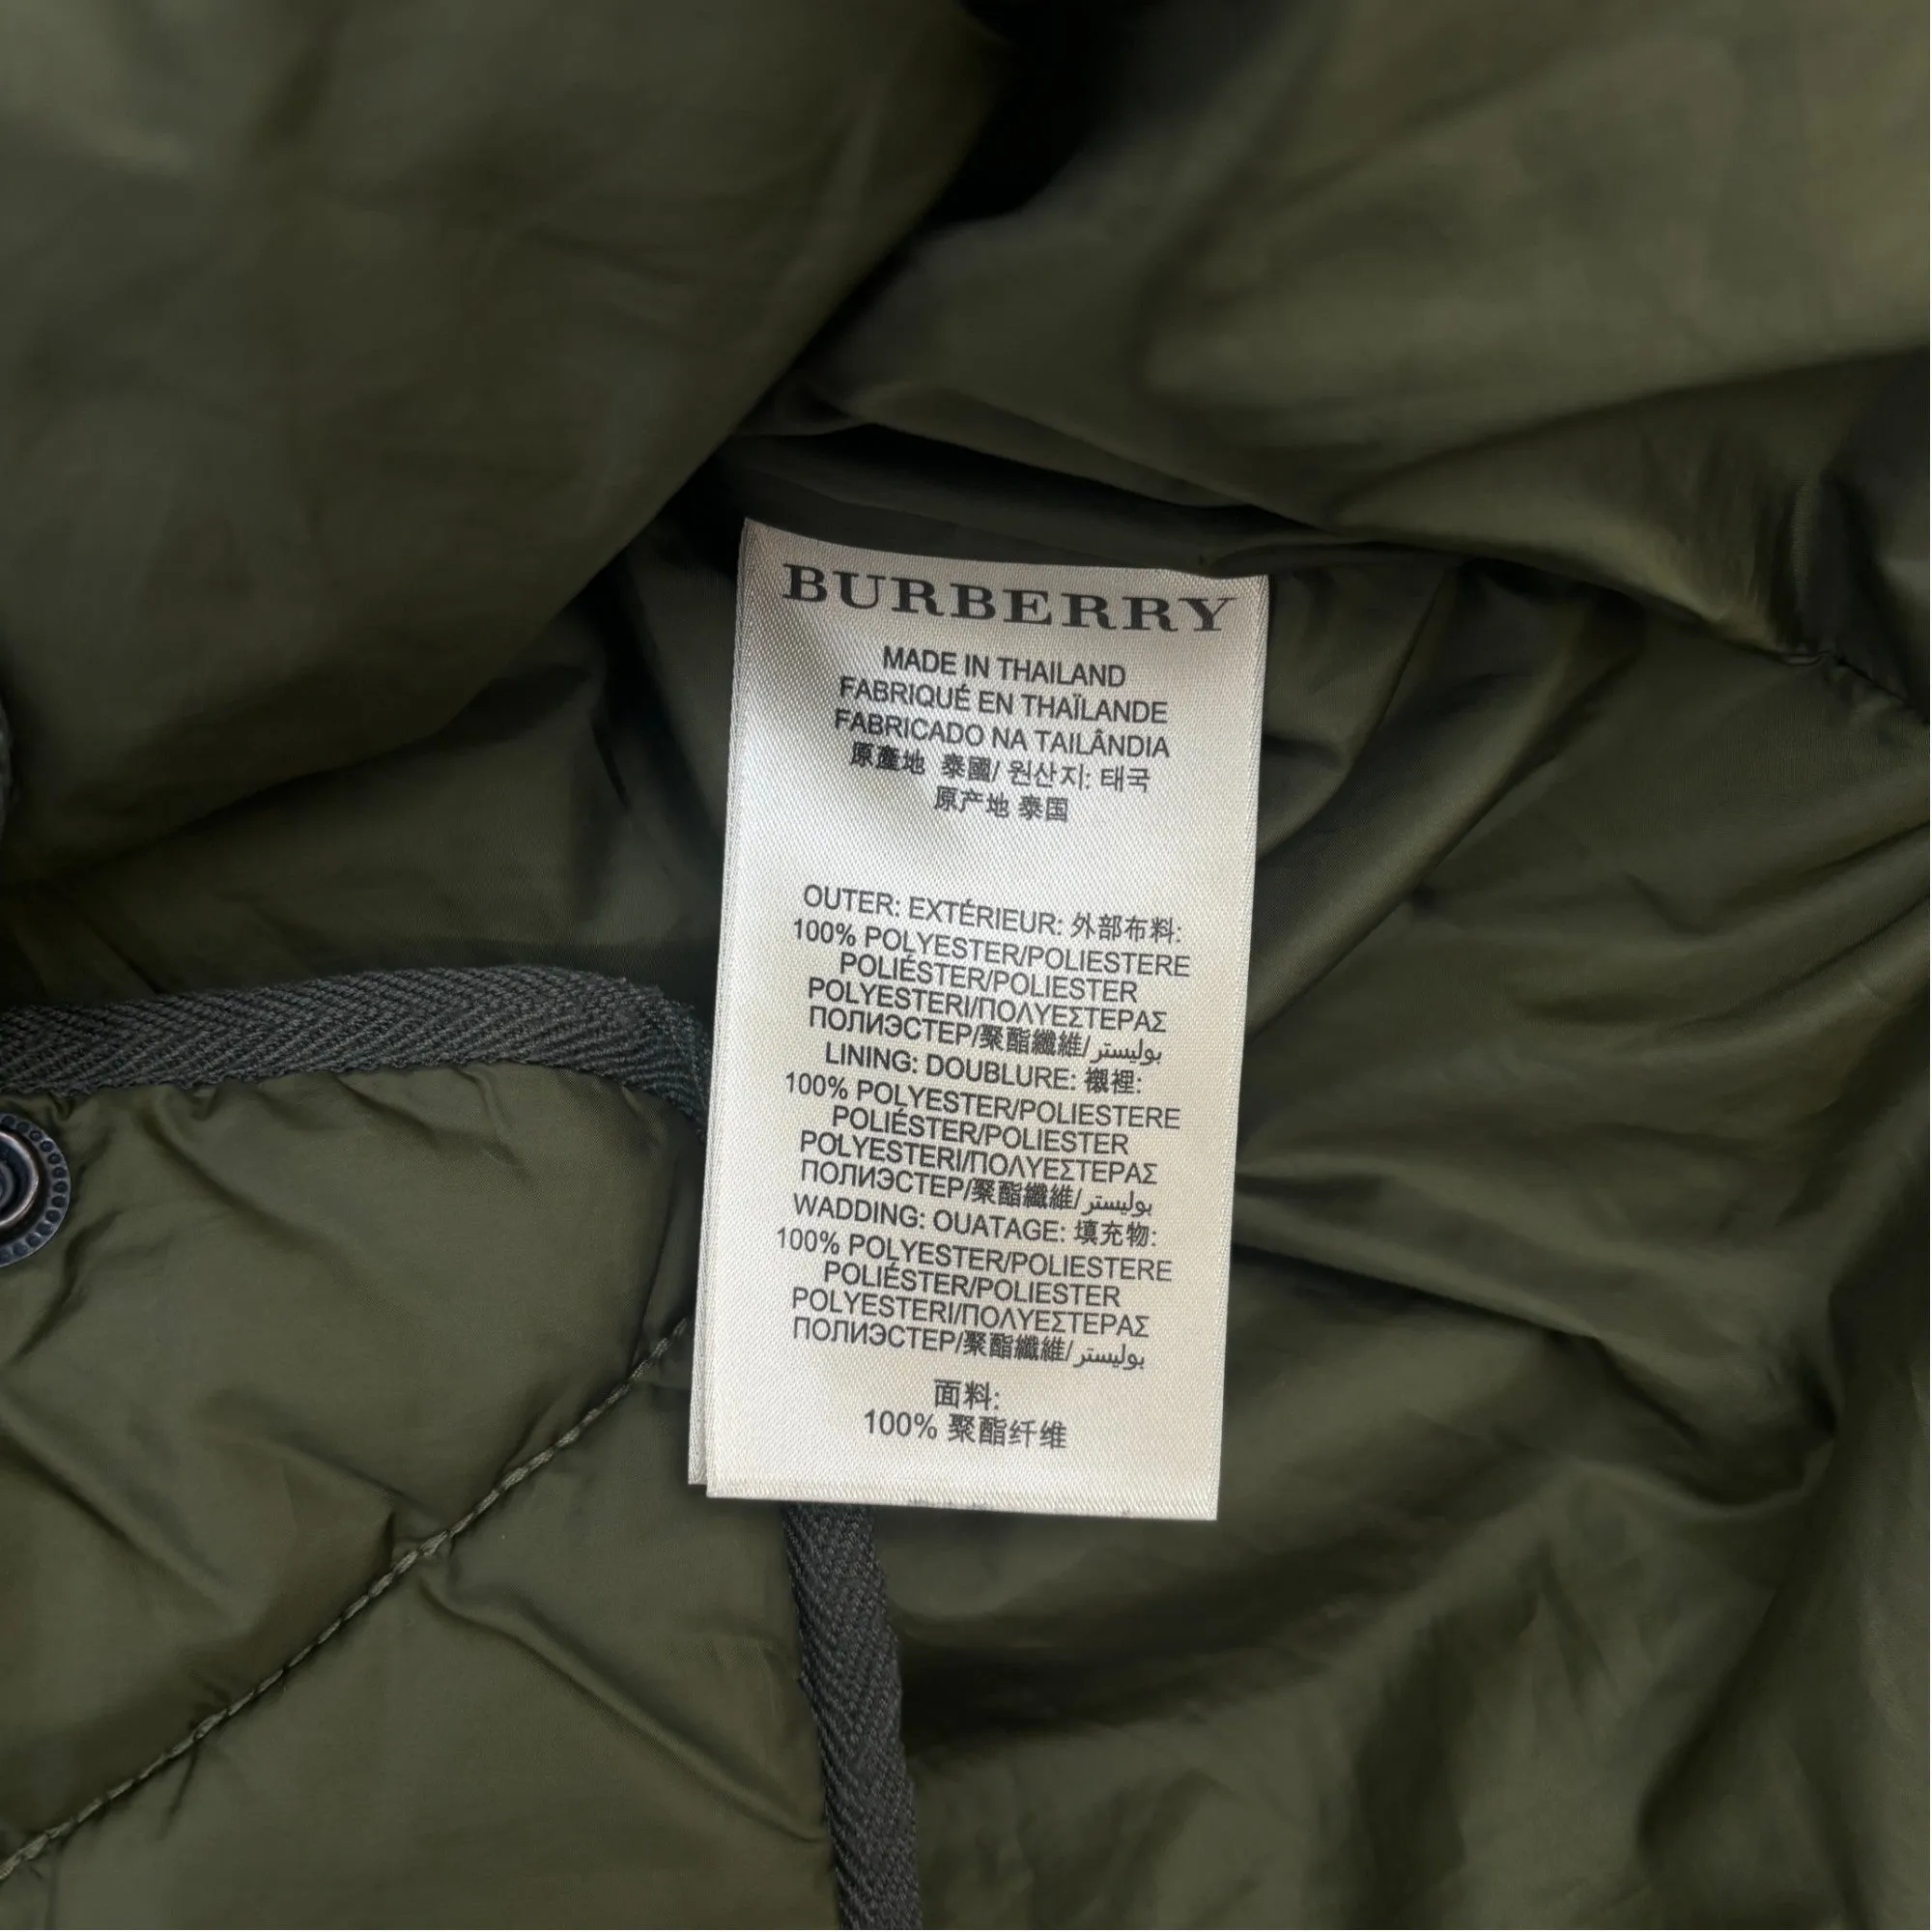 BURBERRY
MADE IN THAILAND
FABRIQUÉ EN THAÏLANDE
FABRICADO NA TAILÂNDIA
原產地 泰國/ 원산지: 태국
原产地 泰国
OUTER: EXTÉRIEUR: 外部布料:
100% POLYESTER/POLIESTERE
POLIÉSTER/POLIESTER
POLYESTERI/ΠΟΛΥΕΣΤΕΡΑΣ
ПОЛИЭСТЕР/聚酯纖維/بوليستر
LINING: DOUBLURE: 襯裡:
100% POLYESTER/POLIESTERE
POLIÉSTER/POLIESTER
POLYESTERI/ΠΟΛΥΕΣΤΕΡΑΣ
ПОЛИЭСТЕР/聚酯纖維/بوليستر
WADDING: OUATAGE: 填充物:
100% POLYESTER/POLIESTERE
POLIÉSTER/POLIESTER
POLYESTERI/ΠΟΛΥΕΣΤΕΡΑΣ
ПОЛИЭСТЕР/聚酯纖維/بوليستر
面料:
100% 聚酯纤维